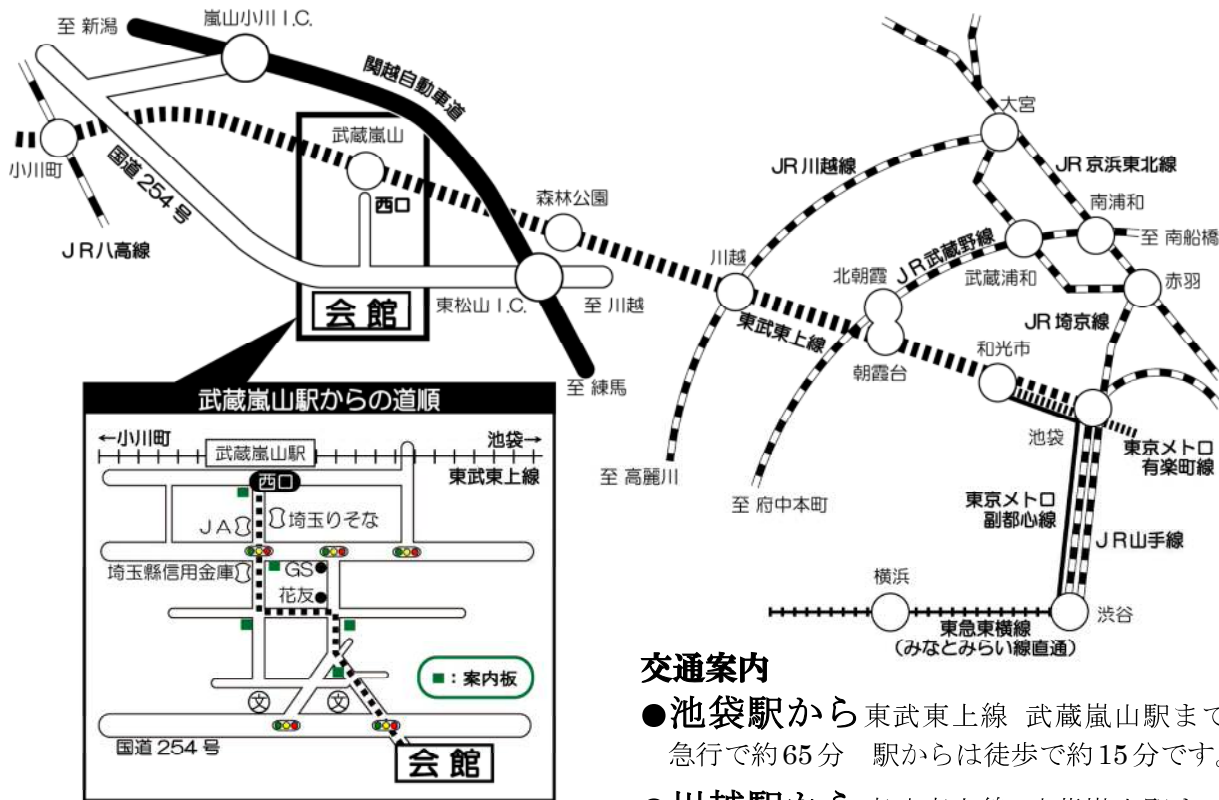 至 新潟
嵐山小川 I.C.
関越自動車道
小川町
国道254号
JR八高線
武蔵嵐山
西口
森林公園
東松山 I.C.
至 川越
会 館
至 練馬
川越
東武東上線
JR川越線
大宮
JR京浜東北線
南浦和
至 南船橋
JR武蔵野線
武蔵浦和
北朝霞
朝霞台
赤羽
JR埼京線
和光市
池袋
東京メトロ
有楽町線
至 高麗川
至 府中本町
東京メトロ
副都心線
JR山手線
横浜
渋谷
東急東横線
(みなとみらい線直通)
武蔵嵐山駅からの道順
←小川町
武蔵嵐山駅
池袋→
西口
東武東上線
JA
埼玉りそな
埼玉縣信用金庫
GS
花友
■:案内板
文
文
国道254号
会 館
交通案内
●池袋駅から 東武東上線 武蔵嵐山駅まで
急行で約65分 駅からは徒歩で約15分です。